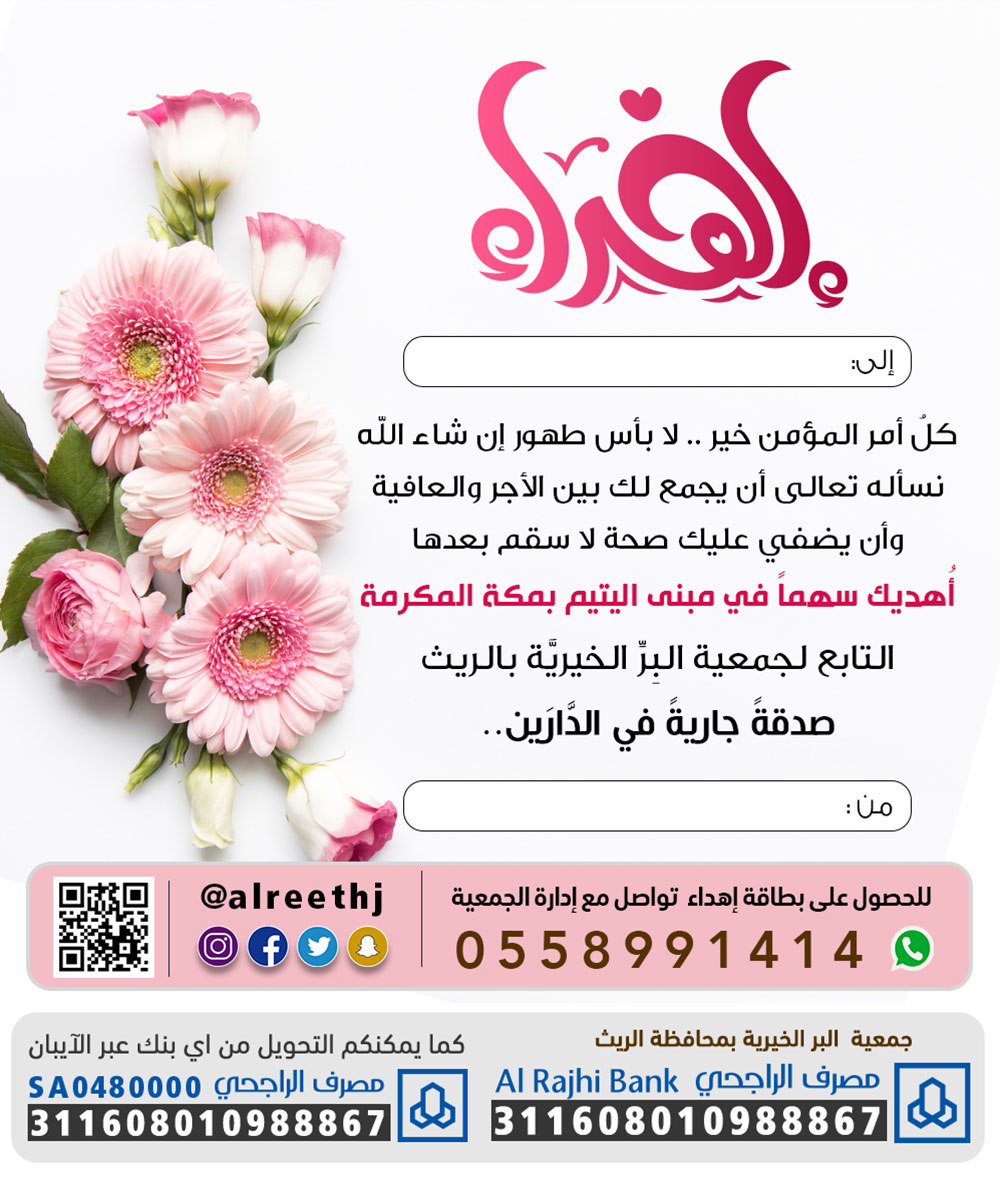 إهداء
إلى:
كلُ أمر المؤمن خير .. لا بأس طهور إن شاء الله
نسأله تعالى أن يجمع لك بين الأجر والعافية
وأن يضفي عليك صحة لا سقم بعدها
أُهديك سهماً في مبنى اليتيم بمكة المكرمة
التابع لجمعية البِرِّ الخيريَّة بالريث
صدقةً جاريةً في الدَّارَين..
من :
للحصول على بطاقة إهداء تواصل مع إدارة الجمعية
0558991414
@alreethj
جمعية البر الخيرية بمحافظة الريث
مصرف الراجحي Al Rajhi Bank
311608010988867
كما يمكنكم التحويل من اي بنك عبر الآيبان
مصرف الراجحي SA0480000
311608010988867